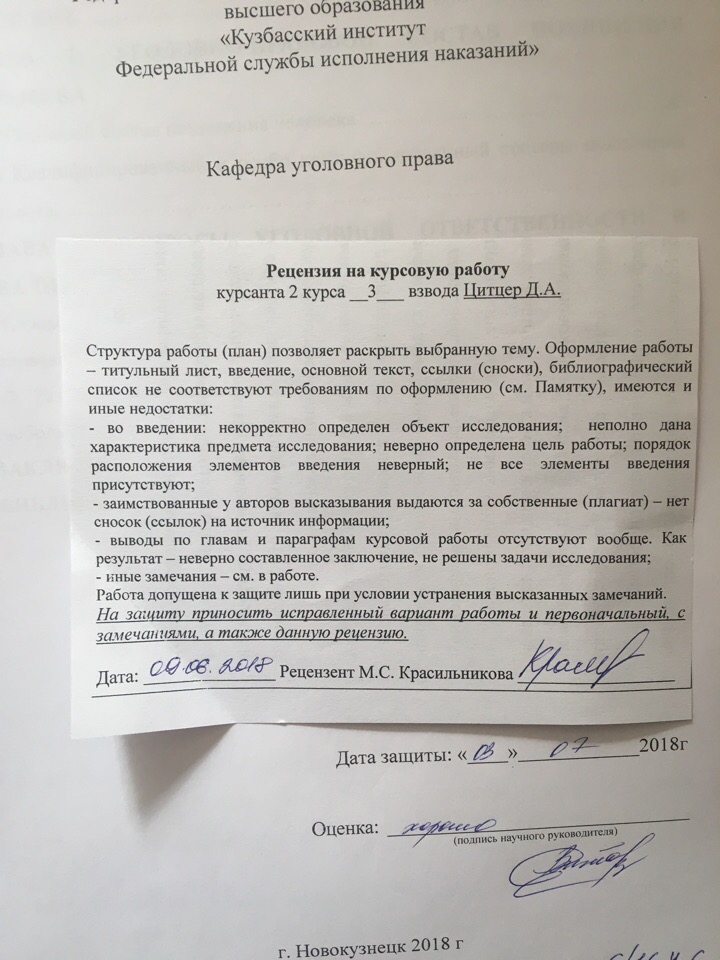 высшего образования
«Кузбасский институт
Федеральной службы исполнения наказаний»
Кафедра уголовного права
Рецензия на курсовую работу
курсанта 2 курса __3___ взвода Цитцер Д.А.
Структура работы (план) позволяет раскрыть выбранную тему. Оформление работы
– титульный лист, введение, основной текст, ссылки (сноски), библиографический
список не соответствуют требованиям по оформлению (см. Памятку), имеются и
иные недостатки:
- во введении: некорректно определен объект исследования; неполно дана
характеристика предмета исследования; неверно определена цель работы; порядок
расположения элементов введения неверный; не все элементы введения
присутствуют;
- заимствованные у авторов высказывания выдаются за собственные (плагиат) – нет
сносок (ссылок) на источник информации;
- выводы по главам и параграфам курсовой работы отсутствуют вообще. Как
результат – неверно составленное заключение, не решены задачи исследования;
- иные замечания – см. в работе.
Работа допущена к защите лишь при условии устранения высказанных замечаний.
На защиту приносить исправленный вариант работы и первоначальный, с
замечаниями, а также данную рецензию.
Дата: 09.06.2018 Рецензент М.С. Красильникова
Дата защиты: «03» 07 2018г
Оценка: хорошо
(подпись научного руководителя)
г. Новокузнецк 2018 г